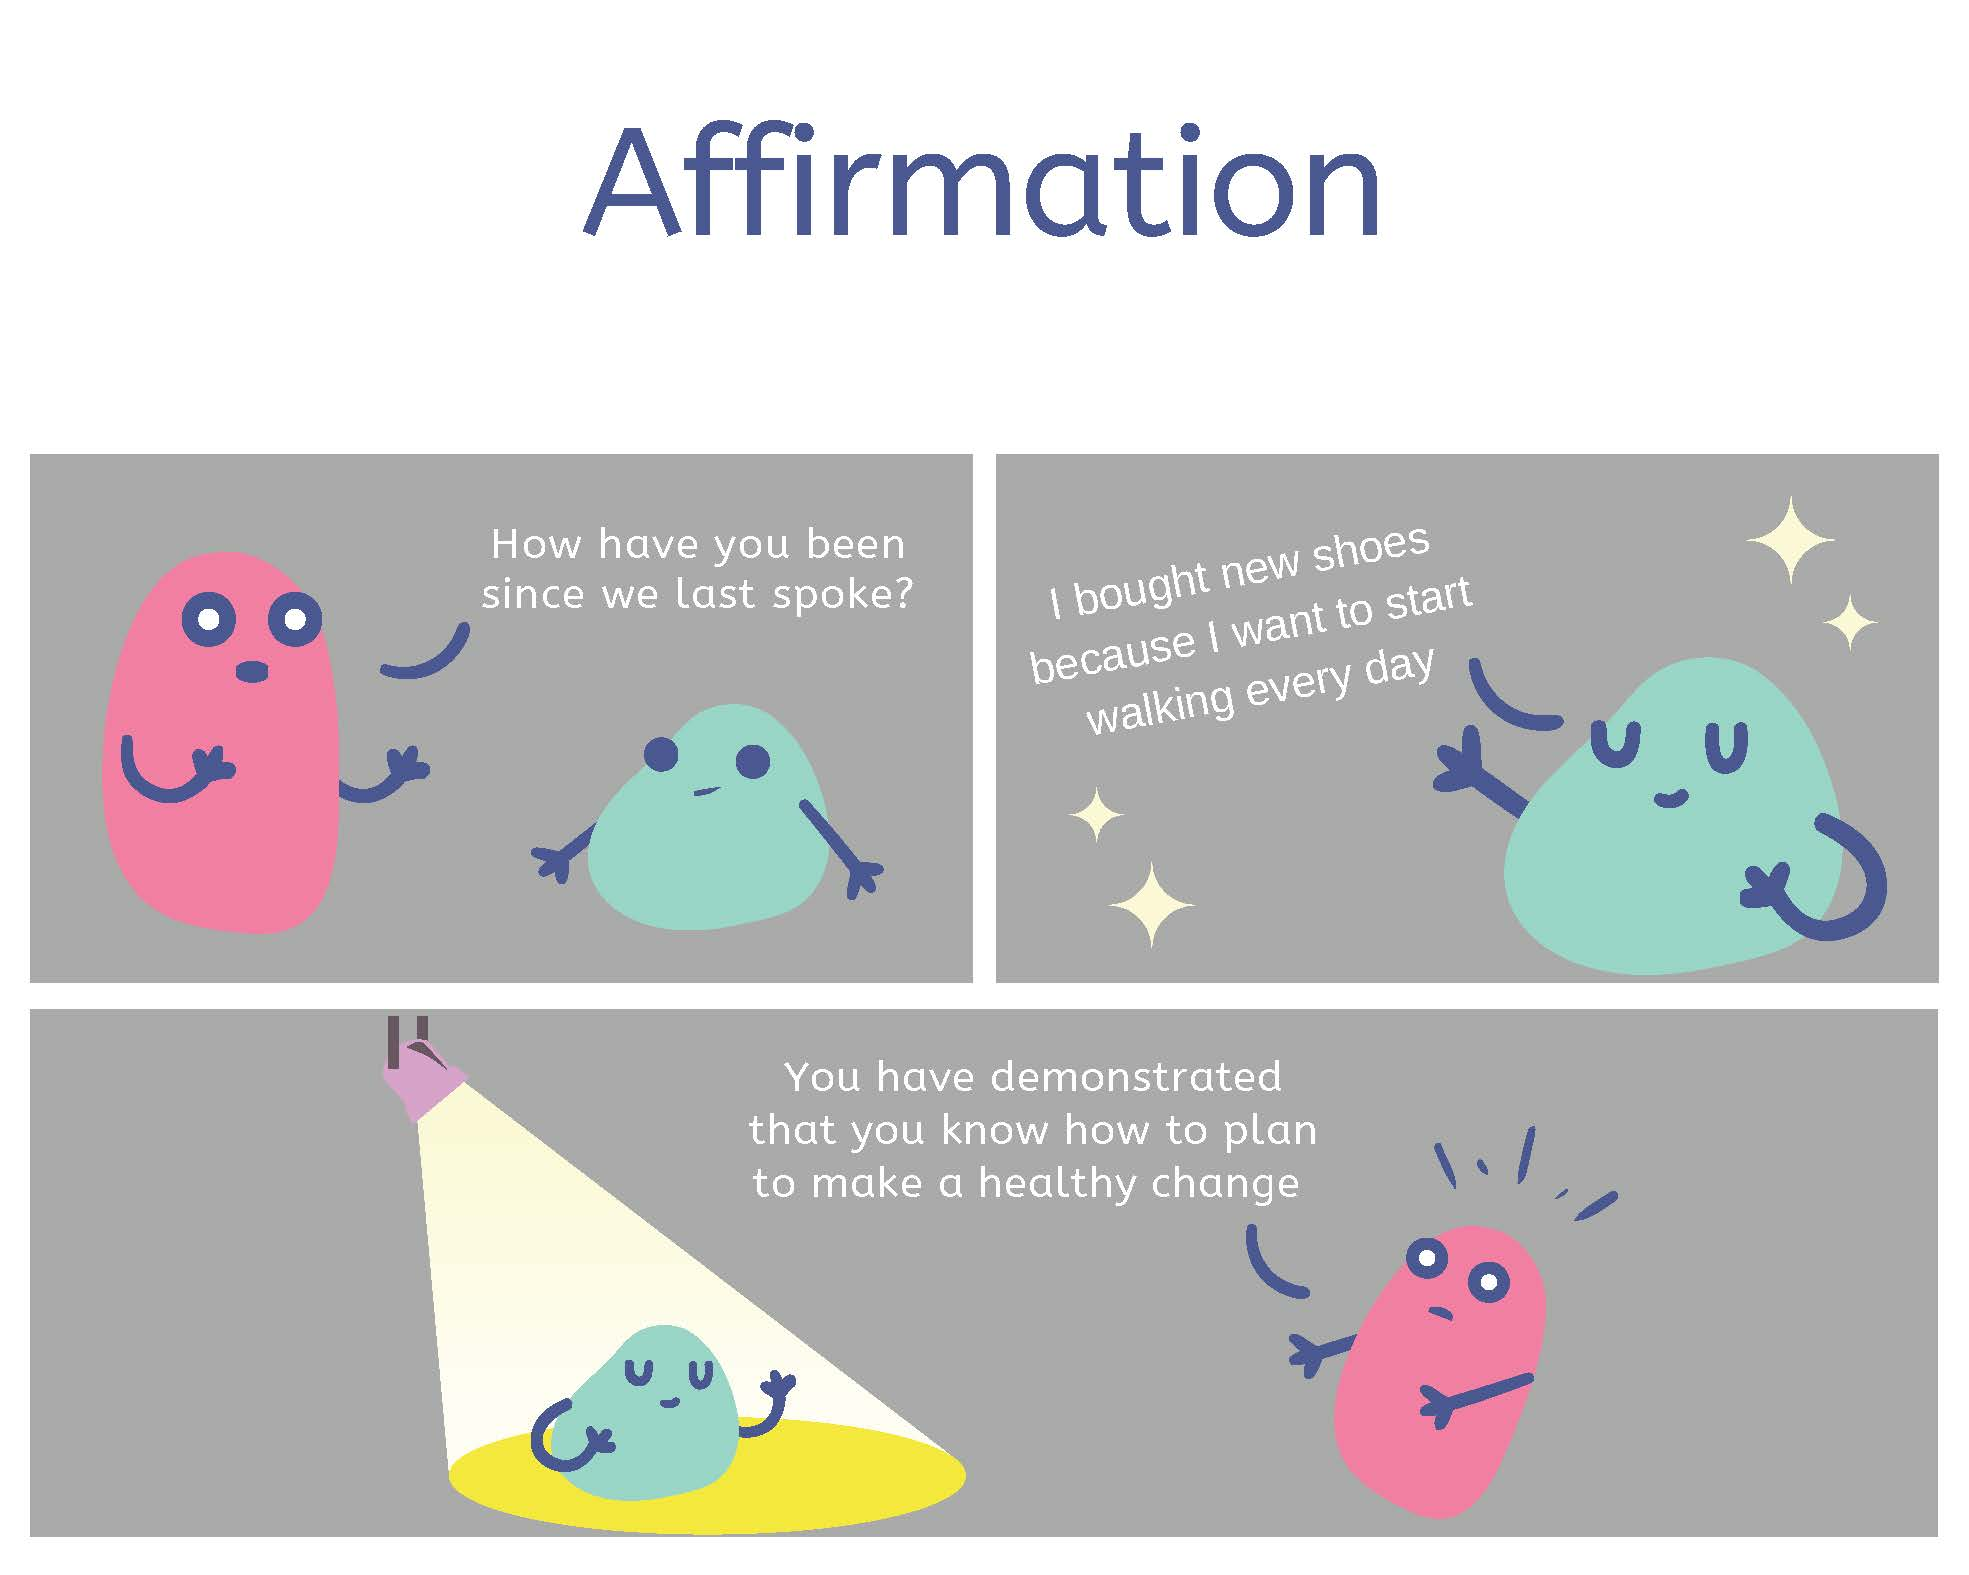 Affirmation
How have you been
since we last spoke?
I bought new shoes
because I want to start
walking every day
You have demonstrated
that you know how to plan
to make a healthy change